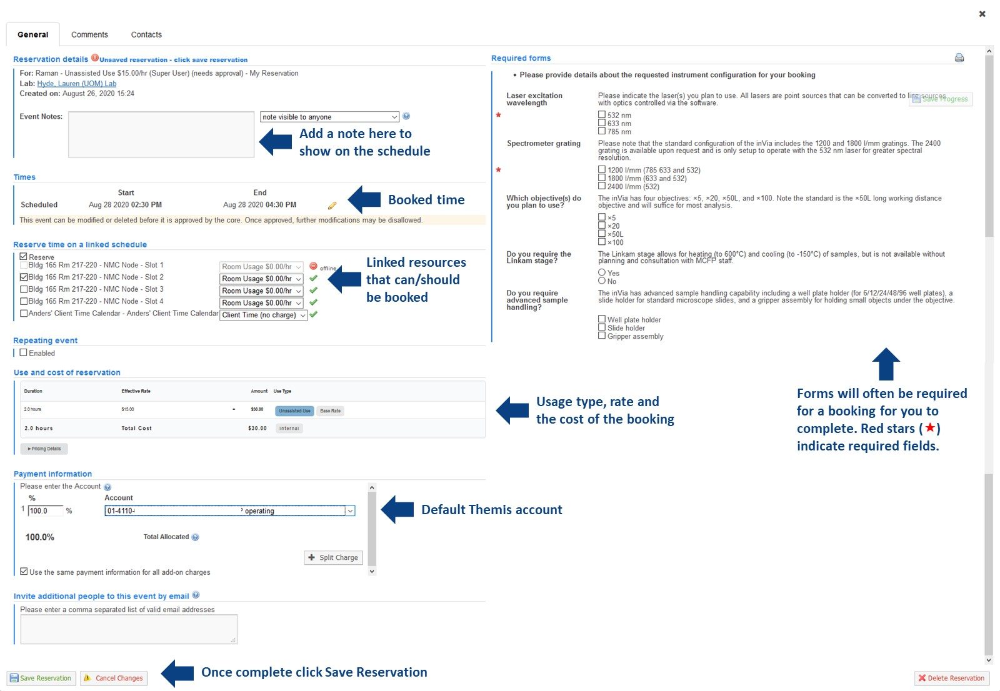 ✖
General Comments Contacts
Reservation details Unsaved reservation - click save reservation
For: Raman - Unassisted Use $15.00/hr (Super User) (needs approval) - My Reservation
Lab: Hyde, Lauren (UOM) Lab
Created on: August 26, 2020 15:24
Event Notes:
note visible to anyone
Add a note here to
show on the schedule
Times
Start End
Scheduled Aug 28 2020 02:30 PM Aug 28 2020 04:30 PM
Booked time
This event can be modified or deleted before it is approved by the core. Once approved, further modifications may be disallowed.
Reserve time on a linked schedule
Reserve
Bldg 165 Rm 217-220 - NMC Node - Slot 1 Room Usage $0.00/hr offline
Bldg 165 Rm 217-220 - NMC Node - Slot 2 Room Usage $0.00/hr
Bldg 165 Rm 217-220 - NMC Node - Slot 3 Room Usage $0.00/hr
Bldg 165 Rm 217-220 - NMC Node - Slot 4 Room Usage $0.00/hr
Anders' Client Time Calendar - Anders' Client Time Calendar Client Time (no charge)
Linked resources
that can/should
be booked
Repeating event
Enabled
Use and cost of reservation
Duration Effective Rate Amount Use Type
2.0 hours $15.00 - $30.00 Unassisted Use Base Rate
2.0 hours Total Cost $30.00 Internal
►Pricing Details
Usage type, rate and
the cost of the booking
Payment information
Please enter the Account
% Account
1 100.0 % 01-4110- operating
100.0% Total Allocated
Default Themis account
+ Split Charge
Use the same payment information for all add-on charges
Invite additional people to this event by email
Please enter a comma separated list of valid email addresses
Save Reservation Cancel Changes
Once complete click Save Reservation
Required forms
• Please provide details about the requested instrument configuration for your booking
Save Progress
Laser excitation
wavelength
Please indicate the laser(s) you plan to use. All lasers are point sources that can be converted to line sources
with optics controlled via the software.
532 nm
633 nm
785 nm
Spectrometer grating
Please note that the standard configuration of the inVia includes the 1200 and 1800 l/mm gratings. The 2400
grating is available upon request and is only setup to operate with the 532 nm laser for greater spectral
resolution.
1200 l/mm (785 633 and 532)
1800 l/mm (633 and 532)
2400 l/mm (532)
Which objective(s) do
you plan to use?
The inVia has four objectives: ×5, ×20, ×50L, and ×100. Note the standard is the ×50L long working distance
objective and will suffice for most analysis.
×5
×20
×50L
×100
Do you require the
Linkam stage?
The Linkam stage allows for heating (to 600°C) and cooling (to -150°C) of samples, but is not available without
planning and consultation with MCFP staff.
Yes
No
Do you require
advanced sample
handling?
The inVia has advanced sample handling capability including a well plate holder (for 6/12/24/48/96 well plates), a
slide holder for standard microscope slides, and a gripper assembly for holding small objects under the objective.
Well plate holder
Slide holder
Gripper assembly
Forms will often be required
for a booking for you to
complete. Red stars (★)
indicate required fields.
Delete Reservation